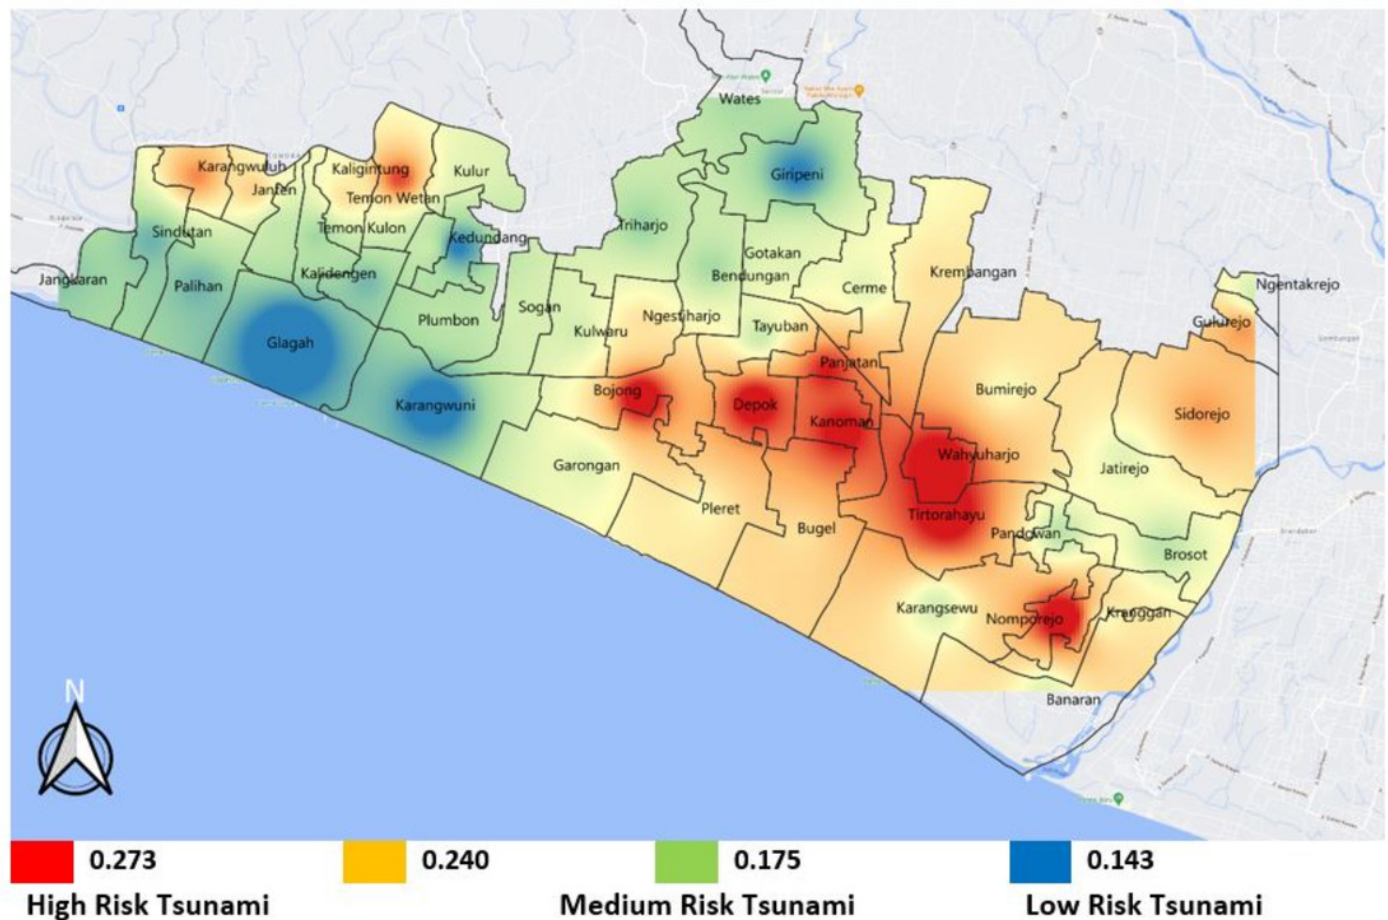 Wates
Karangwuluh
Kaligintung
Kulur
Giripeni
Janten
Temon Wetan
Sindutan
Temon Kulon
Kedundang
Triharjo
Gotakan
Jangkaran
Palihan
Kalidengen
Bendungan
Krembangan
Cerme
Ngentakrejo
Glagah
Plumbon
Sogan
Kulwaru
Ngestiharjo
Tayuban
Gulurejo
Panjatan
Karangwuni
Bojong
Depok
Kanoman
Bumirejo
Sidorejo
Garongan
Wahyuharjo
Jatirejo
Pleret
Bugel
Tirtorahayu
Pandowan
Brosot
Karangsewu
Nomporejo
Kranggan
Banaran
N
0.273 0.240 0.175 0.143
High Risk Tsunami Medium Risk Tsunami Low Risk Tsunami